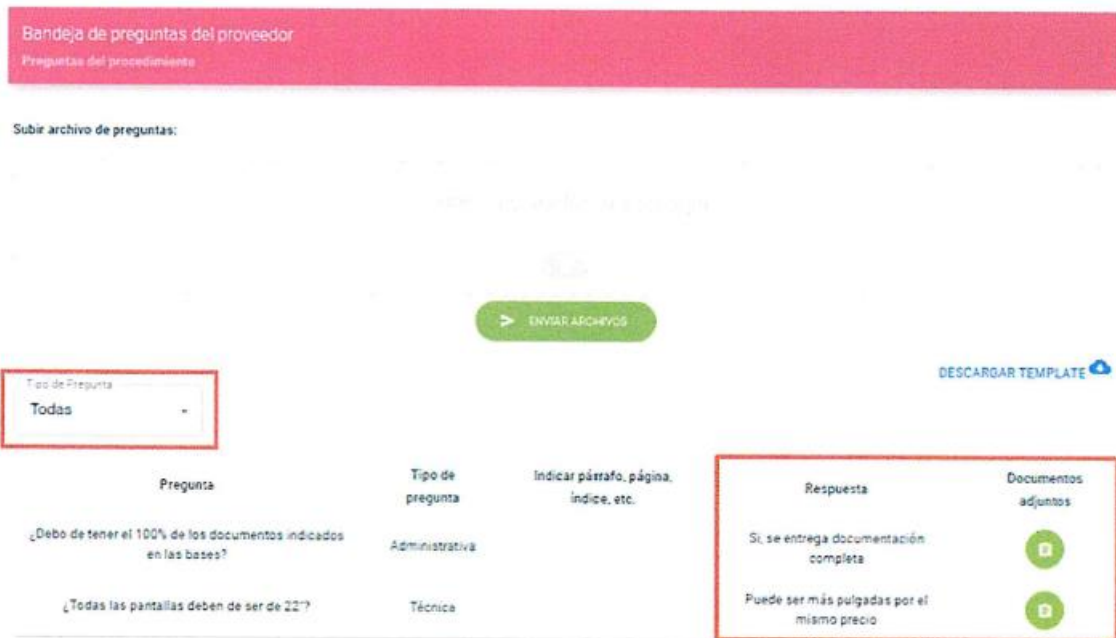 Bandeja de preguntas del proveedor
Preguntas del procedimiento
Subir archivo de preguntas:
ENVIAR ARCHIVOS
DESCARGAR TEMPLATE
Tipo de Pregunta
Todas
Pregunta
Tipo de
pregunta
Indicar párrafo, página,
índice, etc.
Respuesta
Documentos
adjuntos
¿Debo de tener el 100% de los documentos indicados
en las bases?
Administrativa
Si, se entrega documentación
completa
¿Todas las pantallas deben de ser de 22"?
Técnica
Puede ser más pulgadas por el
mismo precio